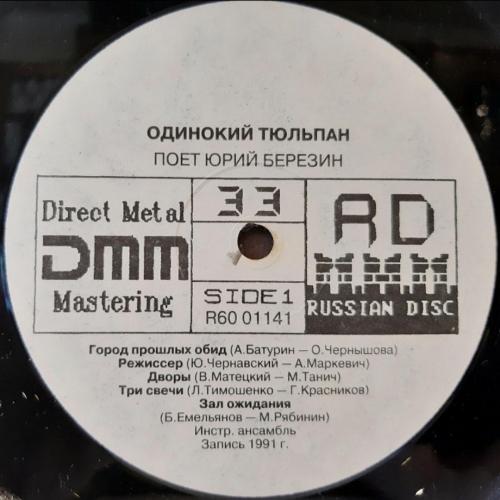 ОДИНОКИЙ ТЮЛЬПАН
ПОЕТ ЮРИЙ БЕРЕЗИН
Direct Metal
DMM
Mastering
33
SIDE 1
R60 01141
RD
RUSSIAN DISC
Город прошлых обид (А.Батурин — О.Чернышова)
Режиссер (Ю.Чернавский — А.Маркевич)
Дворы (В.Матецкий — М.Танич)
Три свечи (Л.Тимошенко — Г.Красников)
Зал ожидания
(Б.Емельянов — М.Рябинин)
Инстр. ансамбль
Запись 1991 г.